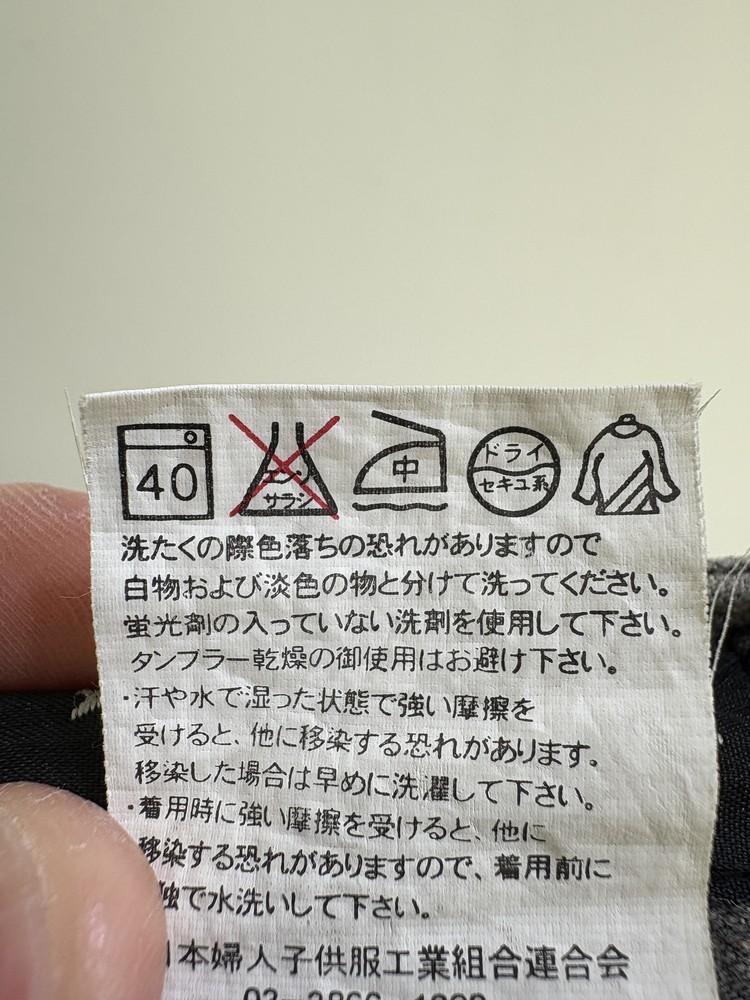 40
エンソ
サラシ
中
ドライ
セキユ系
洗たくの際色落ちの恐れがありますので
白物および淡色の物と分けて洗ってください。
蛍光剤の入っていない洗剤を使用して下さい。
タンブラー乾燥の御使用はお避け下さい。
・汗や水で湿った状態で強い摩擦を
受けると、他に移染する恐れがあります。
移染した場合は早めに洗濯して下さい。
・着用時に強い摩擦を受けると、他に
移染する恐れがありますので、着用前に
独で水洗いして下さい。
日本婦人子供服工業組合連合会